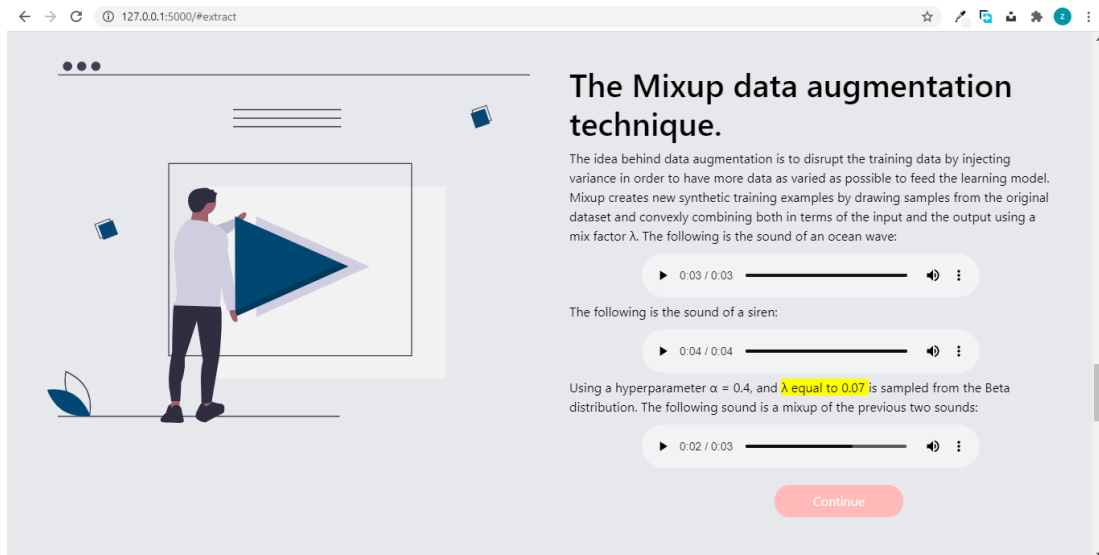 127.0.0.1:5000/#extract
z
The Mixup data augmentation
technique.
The idea behind data augmentation is to disrupt the training data by injecting
variance in order to have more data as varied as possible to feed the learning model.
Mixup creates new synthetic training examples by drawing samples from the original
dataset and convexly combining both in terms of the input and the output using a
mix factor λ. The following is the sound of an ocean wave:
0:03 / 0:03
The following is the sound of a siren:
0:04 / 0:04
Using a hyperparameter α = 0.4, and λ equal to 0.07 is sampled from the Beta
distribution. The following sound is a mixup of the previous two sounds:
0:02 / 0:03
Continue